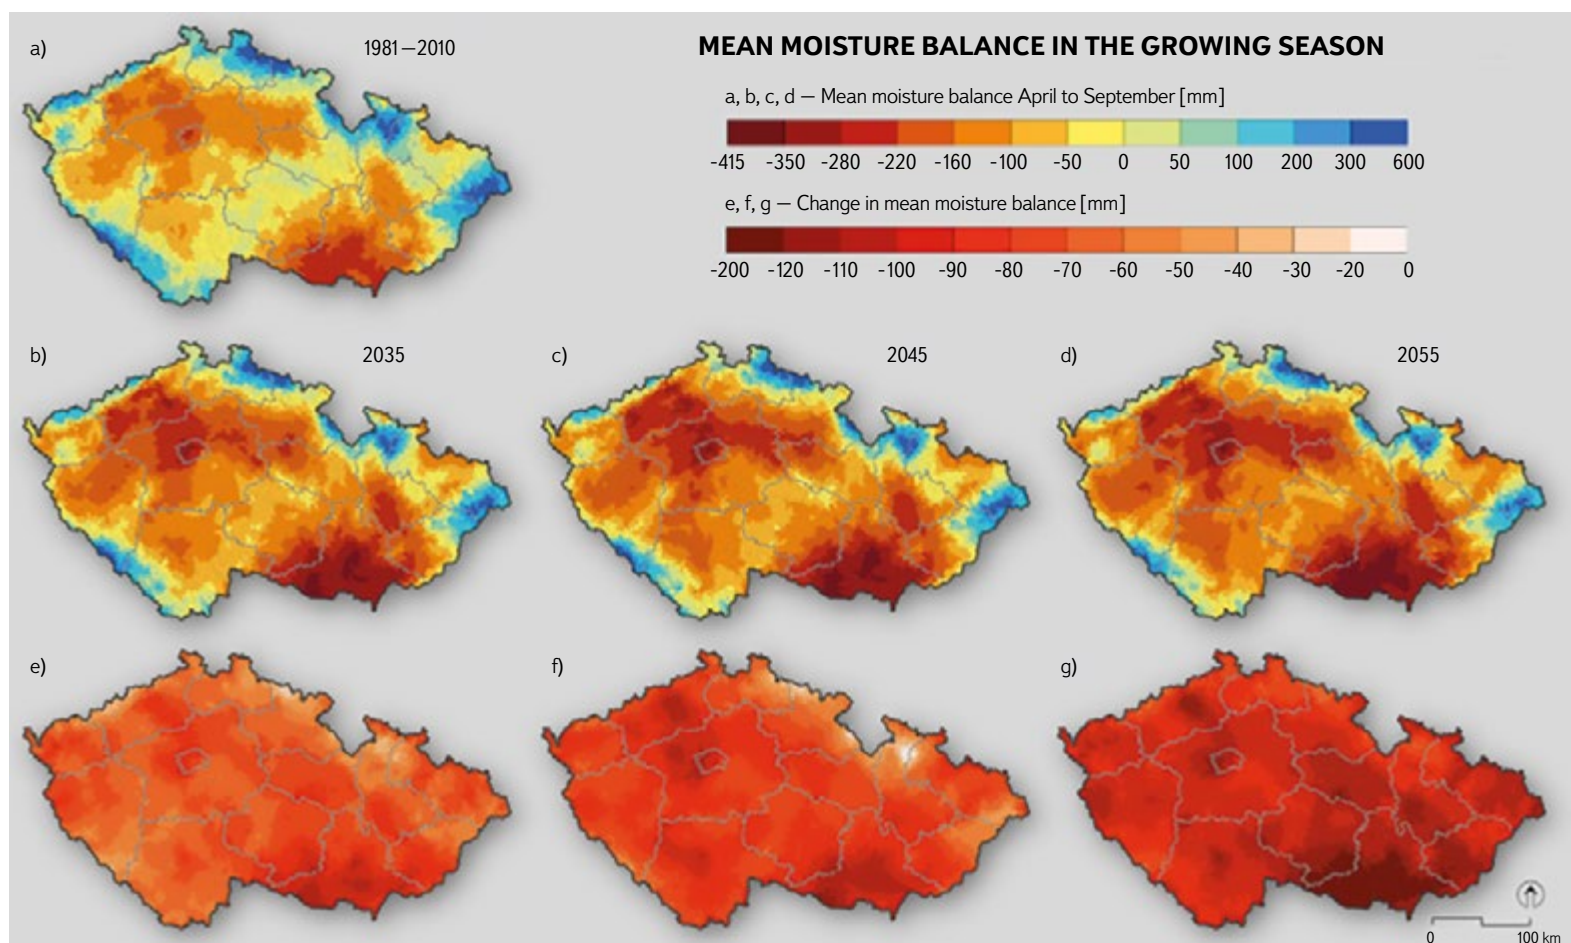 a)
1981–2010
MEAN MOISTURE BALANCE IN THE GROWING SEASON
a, b, c, d – Mean moisture balance April to September [mm]
-415 -350 -280 -220 -160 -100 -50 0 50 100 200 300 600
e, f, g – Change in mean moisture balance [mm]
-200 -120 -110 -100 -90 -80 -70 -60 -50 -40 -30 -20 0
b)
2035
c)
2045
d)
2055
e)
f)
g)
0 100 km